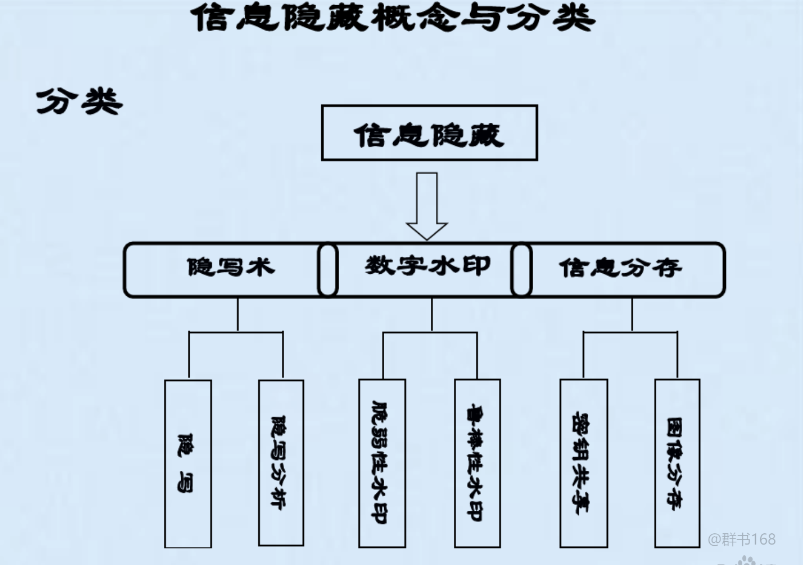 信息隐藏概念与分类
分类
信息隐藏
隐写术
数字水印
信息分存
隐写
隐写分析
脆弱性水印
鲁棒性水印
密钥共享
图像分存
@群书168